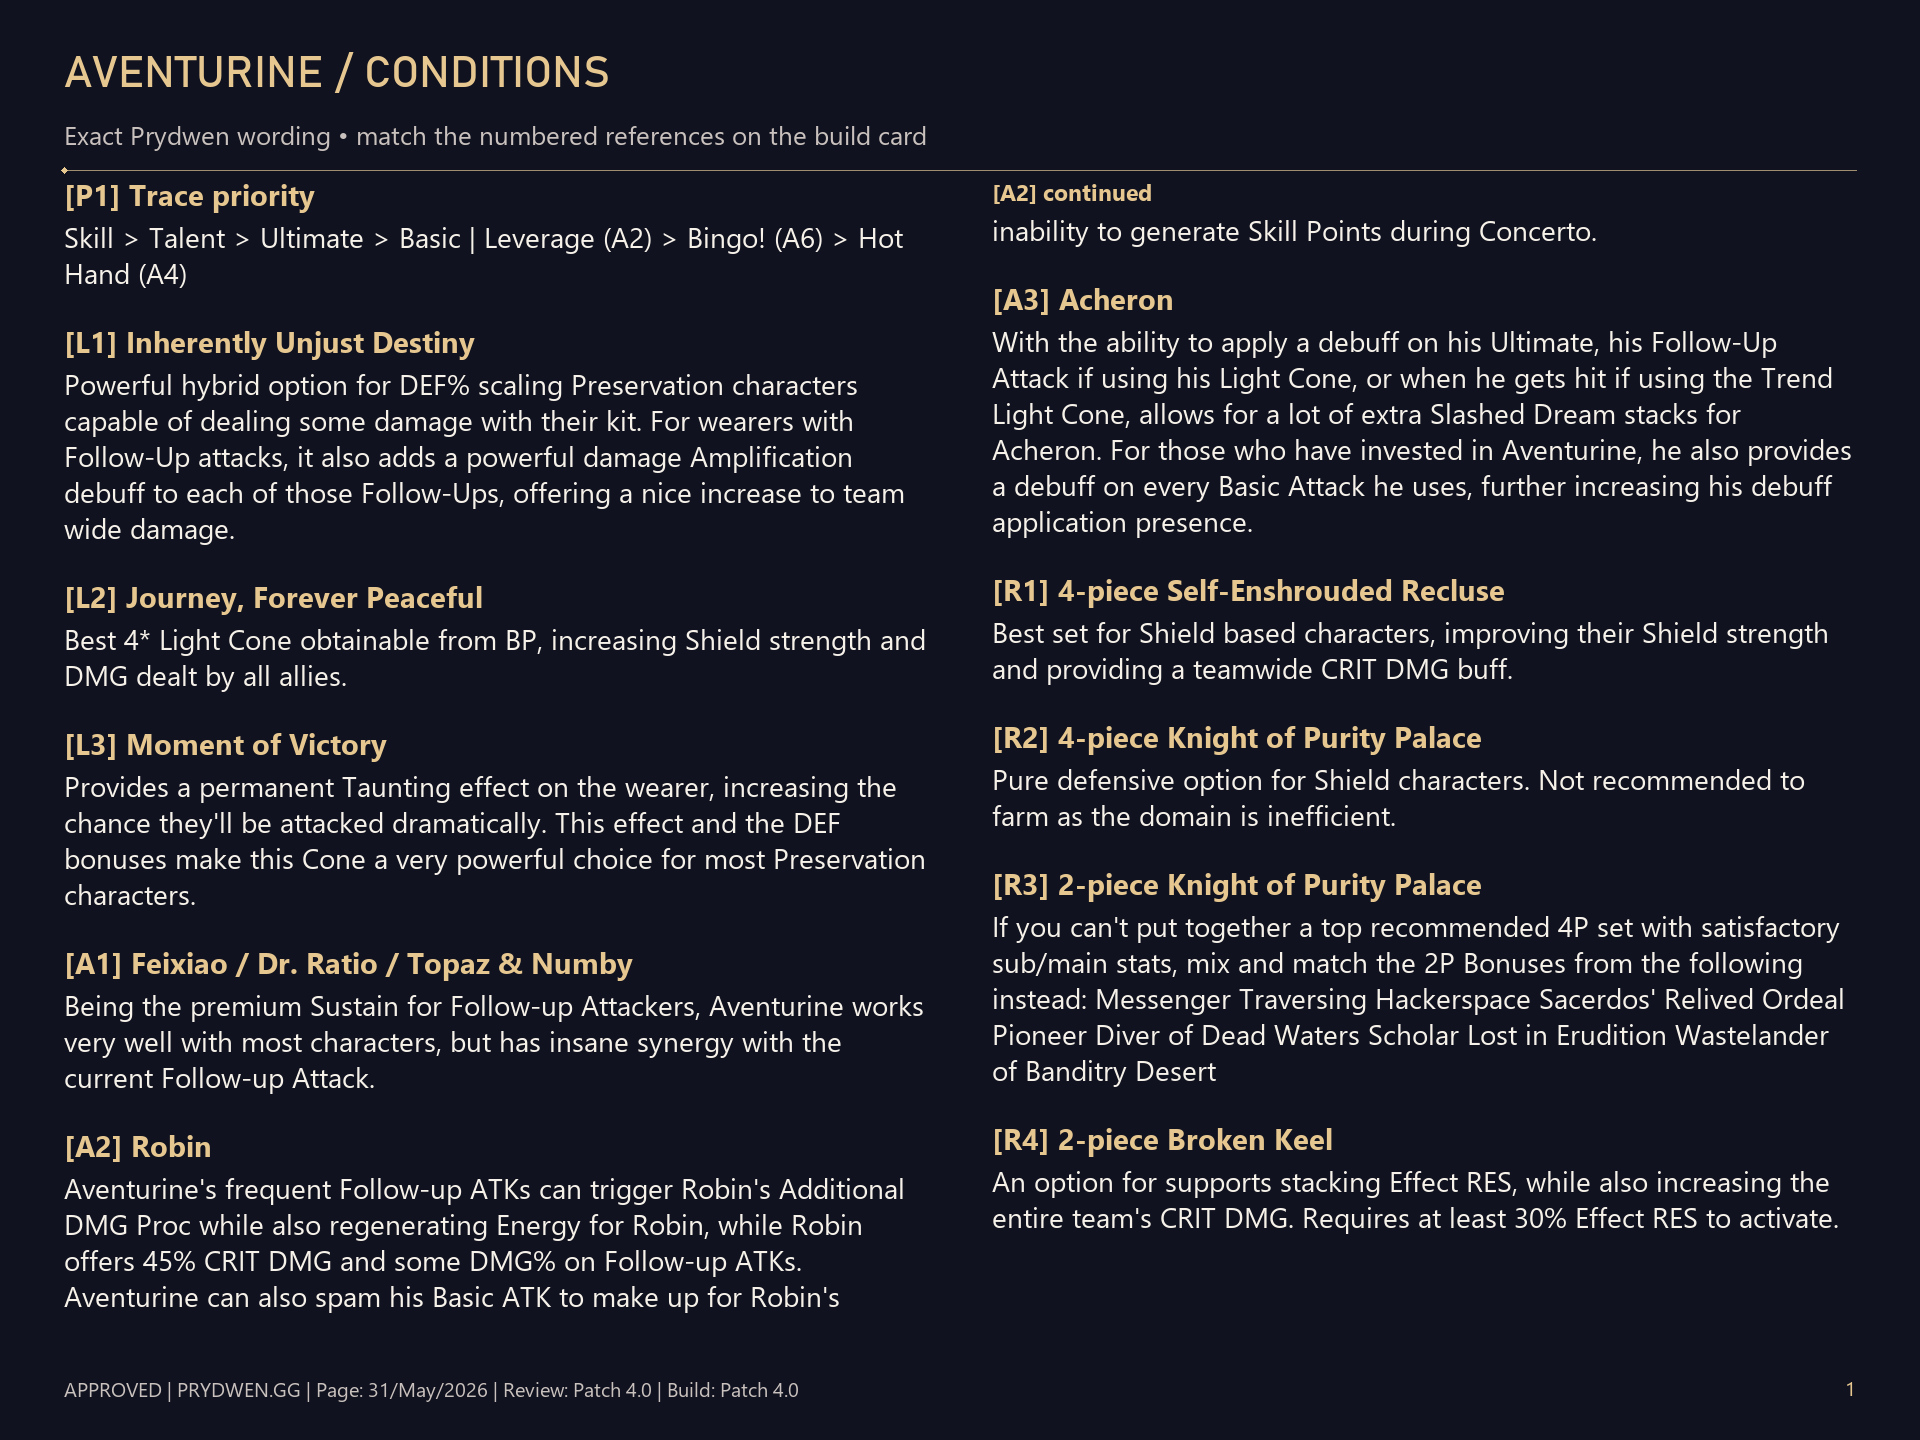 AVENTURINE / CONDITIONS
Exact Prydwen wording • match the numbered references on the build card
[P1] Trace priority
Skill > Talent > Ultimate > Basic | Leverage (A2) > Bingo! (A6) > Hot
Hand (A4)
[L1] Inherently Unjust Destiny
Powerful hybrid option for DEF% scaling Preservation characters
capable of dealing some damage with their kit. For wearers with
Follow-Up attacks, it also adds a powerful damage Amplification
debuff to each of those Follow-Ups, offering a nice increase to team
wide damage.
[L2] Journey, Forever Peaceful
Best 4* Light Cone obtainable from BP, increasing Shield strength and
DMG dealt by all allies.
[L3] Moment of Victory
Provides a permanent Taunting effect on the wearer, increasing the
chance they'll be attacked dramatically. This effect and the DEF
bonuses make this Cone a very powerful choice for most Preservation
characters.
[A1] Feixiao / Dr. Ratio / Topaz & Numby
Being the premium Sustain for Follow-up Attackers, Aventurine works
very well with most characters, but has insane synergy with the
current Follow-up Attack.
[A2] Robin
Aventurine's frequent Follow-up ATKs can trigger Robin's Additional
DMG Proc while also regenerating Energy for Robin, while Robin
offers 45% CRIT DMG and some DMG% on Follow-up ATKs.
Aventurine can also spam his Basic ATK to make up for Robin's
[A2] continued
inability to generate Skill Points during Concerto.
[A3] Acheron
With the ability to apply a debuff on his Ultimate, his Follow-Up
Attack if using his Light Cone, or when he gets hit if using the Trend
Light Cone, allows for a lot of extra Slashed Dream stacks for
Acheron. For those who have invested in Aventurine, he also provides
a debuff on every Basic Attack he uses, further increasing his debuff
application presence.
[R1] 4-piece Self-Enshrouded Recluse
Best set for Shield based characters, improving their Shield strength
and providing a teamwide CRIT DMG buff.
[R2] 4-piece Knight of Purity Palace
Pure defensive option for Shield characters. Not recommended to
farm as the domain is inefficient.
[R3] 2-piece Knight of Purity Palace
If you can't put together a top recommended 4P set with satisfactory
sub/main stats, mix and match the 2P Bonuses from the following
instead: Messenger Traversing Hackerspace Sacerdos' Relived Ordeal
Pioneer Diver of Dead Waters Scholar Lost in Erudition Wastelander
of Banditry Desert
[R4] 2-piece Broken Keel
An option for supports stacking Effect RES, while also increasing the
entire team's CRIT DMG. Requires at least 30% Effect RES to activate.
APPROVED | PRYDWEN.GG | Page: 31/May/2026 | Review: Patch 4.0 | Build: Patch 4.0
1